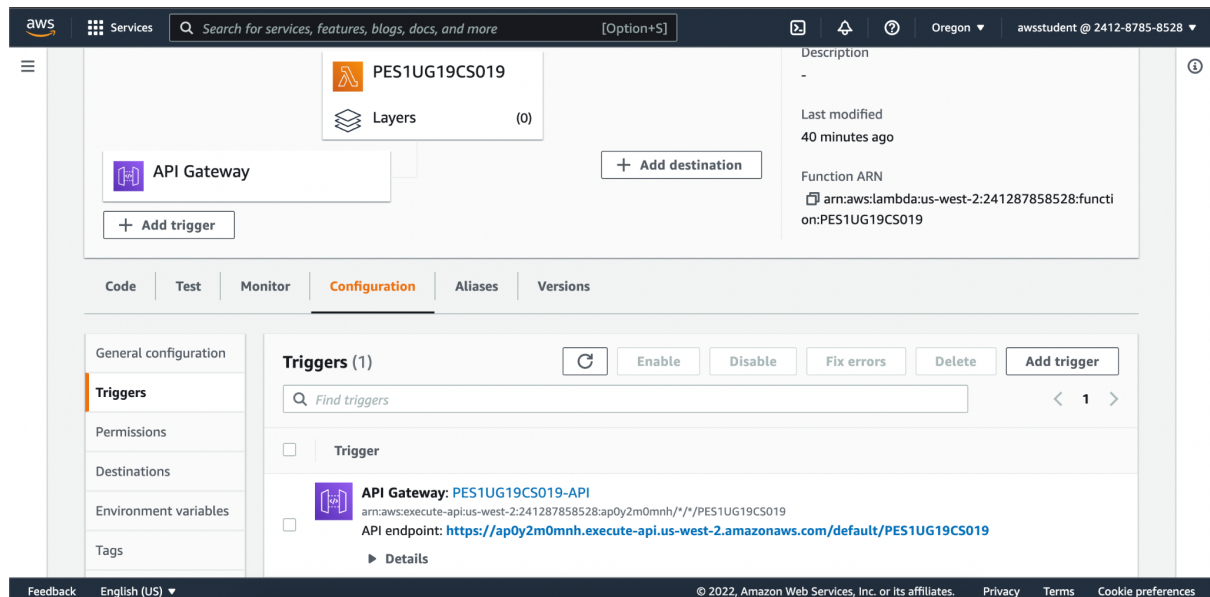 aws
Services
Search for services, features, blogs, docs, and more
[Option+S]
Oregon ▼
awsstudent @ 2412-8785-8528 ▼
PES1UG19CS019
Layers
(0)
API Gateway
+ Add trigger
+ Add destination
Description
-
Last modified
40 minutes ago
Function ARN
arn:aws:lambda:us-west-2:241287858528:functi
on:PES1UG19CS019
Code
Test
Monitor
Configuration
Aliases
Versions
General configuration
Triggers
Permissions
Destinations
Environment variables
Tags
Triggers (1)
Enable
Disable
Fix errors
Delete
Add trigger
Find triggers
1
Trigger
API Gateway: PES1UG19CS019-API
arn:aws:execute-api:us-west-2:241287858528:ap0y2m0mnh/*/*/PES1UG19CS019
API endpoint: https://ap0y2m0mnh.execute-api.us-west-2.amazonaws.com/default/PES1UG19CS019
▶ Details
Feedback
English (US) ▼
© 2022, Amazon Web Services, Inc. or its affiliates.
Privacy
Terms
Cookie preferences